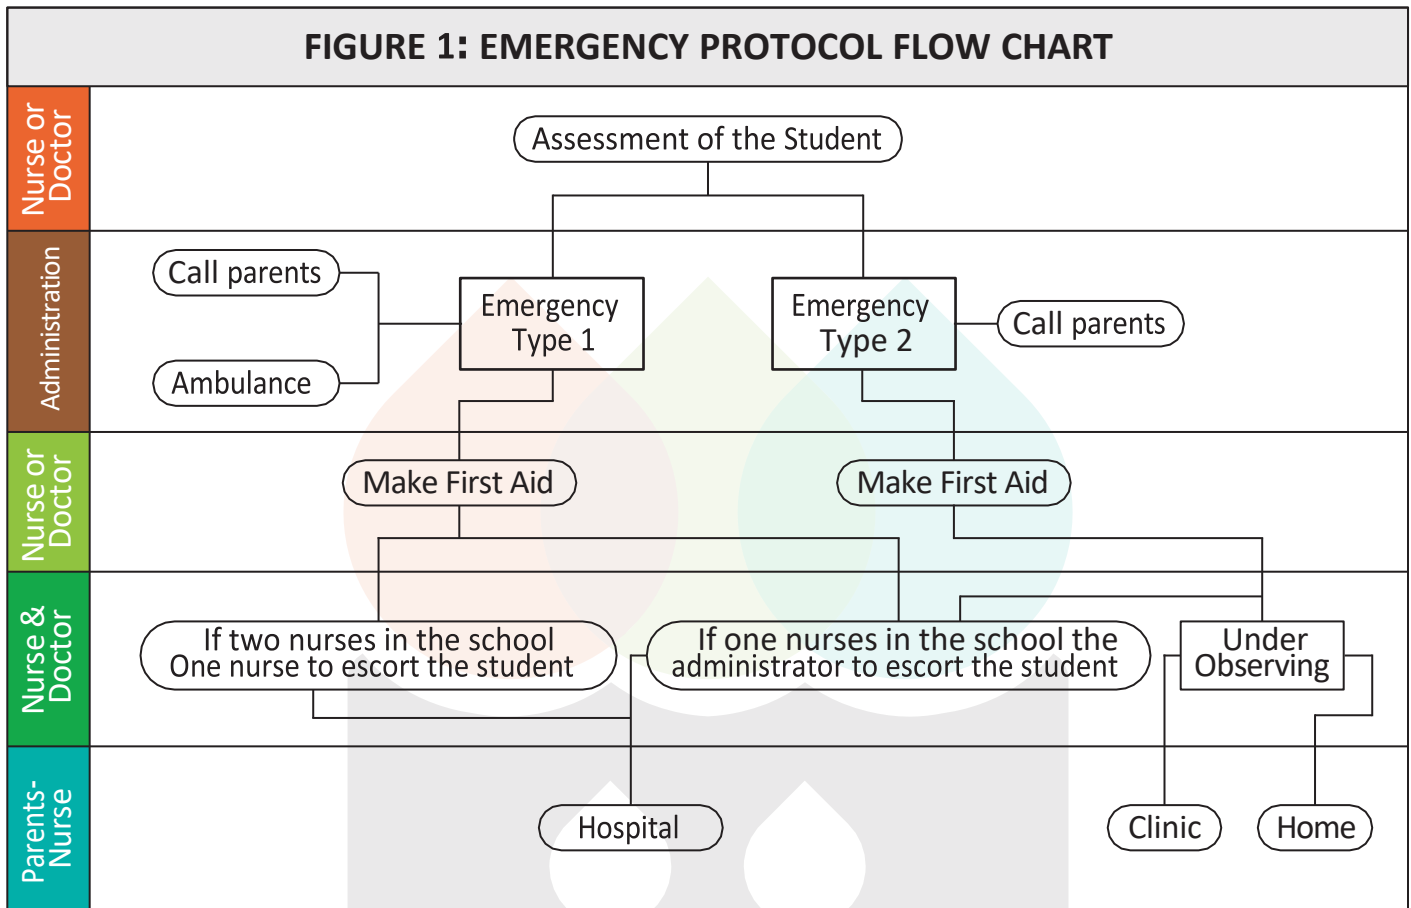 FIGURE 1: EMERGENCY PROTOCOL FLOW CHART
Nurse or
Doctor
Assessment of the Student
Administration
Call parents
Ambulance
Emergency
Type 1
Emergency
Type 2
Call parents
Nurse or
Doctor
Make First Aid
Make First Aid
Nurse &
Doctor
If two nurses in the school
One nurse to escort the student
If one nurses in the school the
administrator to escort the student
Under
Observing
Parents-
Nurse
Hospital
Clinic
Home